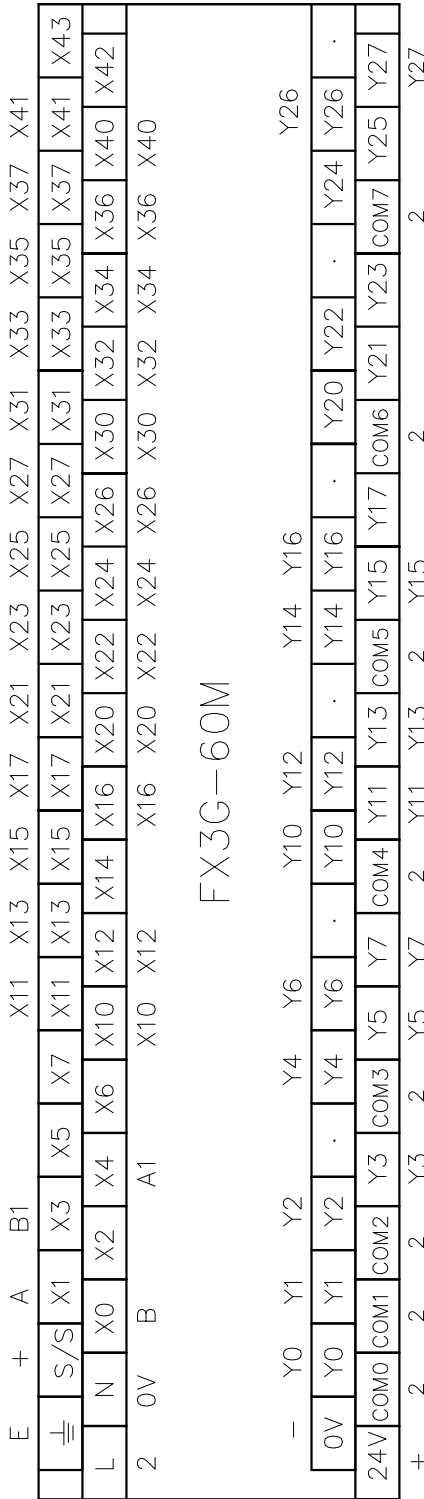 E + A B1 X11 X13 X15 X17 X21 X23 X25 X27 X31 X33 X35 X37 X41
⏚ S/S X1 X3 X5 X7 X11 X13 X15 X17 X21 X23 X25 X27 X31 X33 X35 X37 X41 X43
L N X0 X2 X4 X6 X10 X12 X14 X16 X20 X22 X24 X26 X30 X32 X34 X36 X40 X42
2 0V B A1 X10 X12 X16 X20 X22 X24 X26 X30 X32 X34 X36 X40
FX3G-60M
- Y0 Y1 Y2 Y4 Y6 Y10 Y12 Y14 Y16 Y26
0V Y0 Y1 Y2 . Y4 Y6 . Y10 Y12 . Y14 Y16 . Y20 Y22 . Y24 Y26 .
24V COM0 COM1 COM2 Y3 COM3 Y5 Y7 COM4 Y11 Y13 COM5 Y15 Y17 COM6 Y21 Y23 COM7 Y25 Y27
+ 2 2 2 Y3 2 Y5 Y7 2 Y11 Y13 2 Y15 2 2 Y27